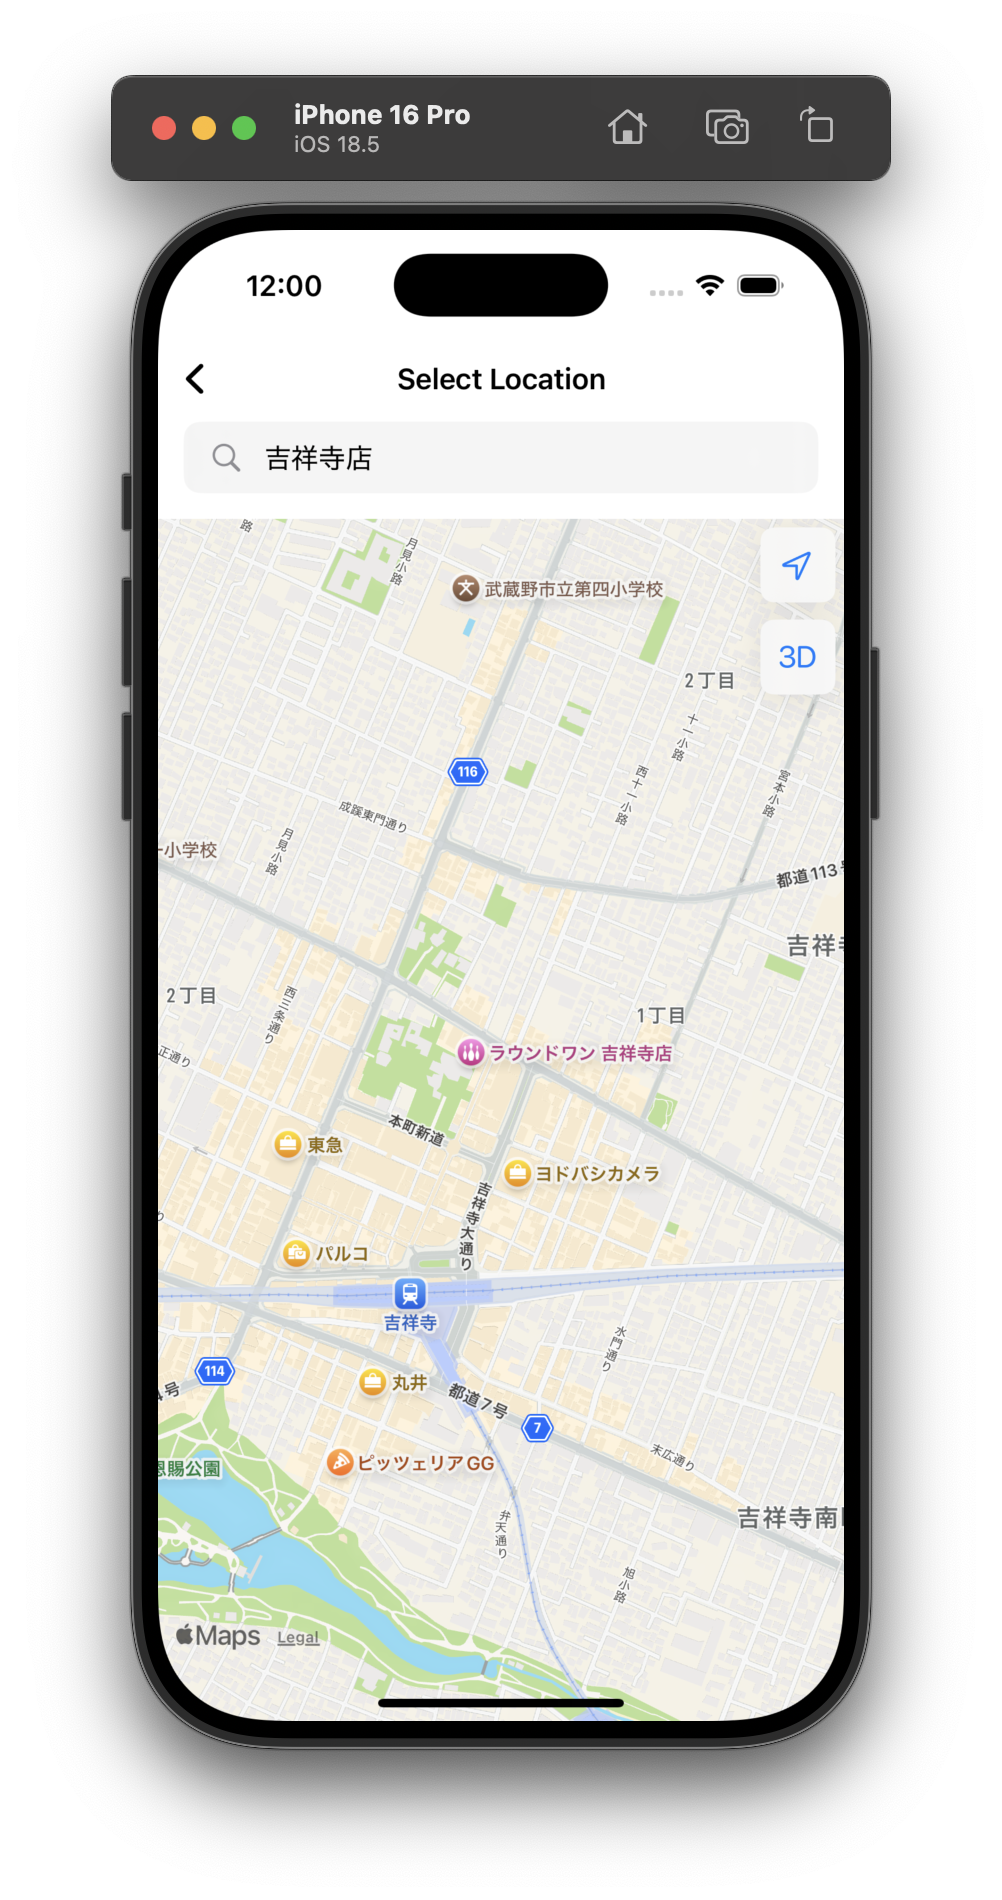 iPhone 16 Pro
iOS 18.5
12:00
Select Location
吉祥寺店
路
月見小路
武蔵野市立第四小学校
3D
2丁目
十一小路
116
西十一小路
宮本小路
成蹊東門通り
月見小路
小学校
都道113
吉祥寺
2丁目
西三条通り
1丁目
正通り
ラウンドワン 吉祥寺店
本町新道
東急
ヨドバシカメラ
吉祥寺大通り
り
パルコ
吉祥寺
水門通り
114
4号
丸井
都道7号
7
末広通り
恩賜公園
ピッツェリアGG
弁天通り
吉祥寺南
旭小路
Maps
Legal